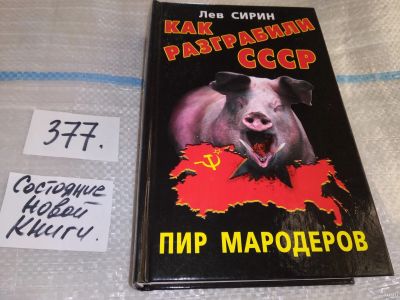 Лев СИРИН
КАК
РАЗГРАБИЛИ
СССР
ПИР МАРОДЕРОВ
377.
Состояние
Новой
Книги.